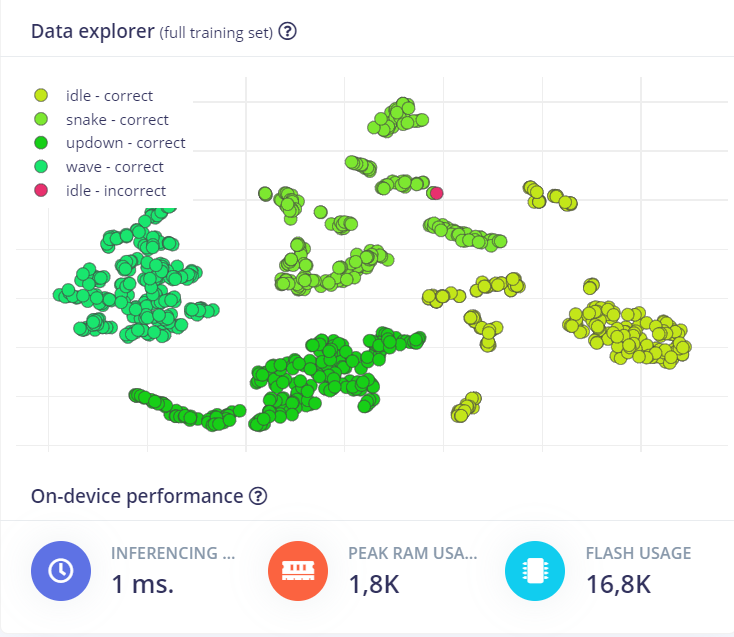 Data explorer (full training set) ?
idle - correct
snake - correct
updown - correct
wave - correct
idle - incorrect
On-device performance ?
INFERENCING ...
1 ms.
PEAK RAM USA...
1,8K
FLASH USAGE
16,8K